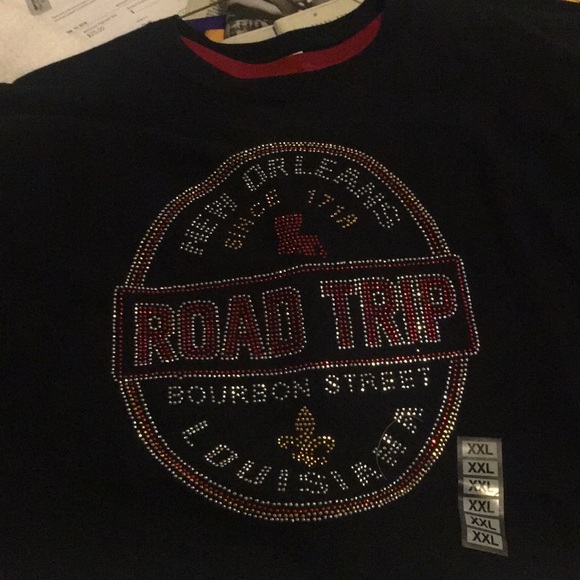 NEW ORLEANS
SINCE 1718
ROAD TRIP
BOURBON STREET
LOUISIANA
XXL
XXL
XXL
XXL
XXL
XXL